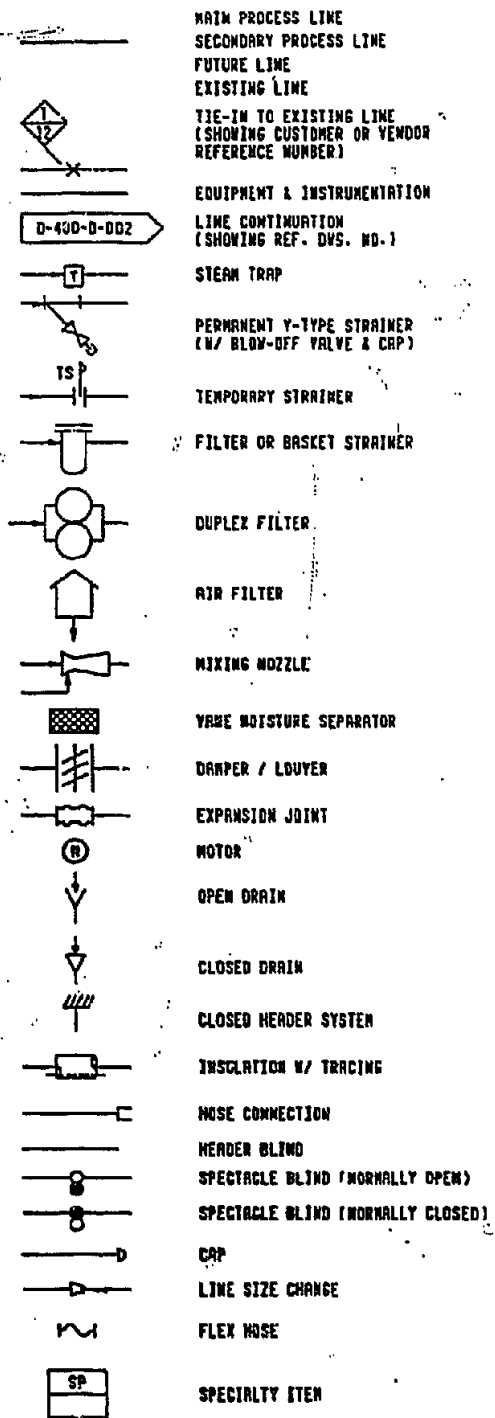 MAIN PROCESS LINE
SECONDARY PROCESS LINE
FUTURE LINE
EXISTING LINE
1
12
TIE-IN TO EXISTING LINE
(SHOWING CUSTOMER OR VENDOR
REFERENCE NUMBER)
EQUIPMENT & INSTRUMENTATION
D-400-D-002
LINE CONTINUATION
(SHOWING REF. DWG. NO.)
T
STEAM TRAP
PERMANENT Y-TYPE STRAINER
(W/ BLOW-OFF VALVE & CAP)
TS
TEMPORARY STRAINER
FILTER OR BASKET STRAINER
DUPLEX FILTER
AIR FILTER
MIXING NOZZLE
VANE MOISTURE SEPARATOR
DAMPER / LOUVER
EXPANSION JOINT
M
MOTOR
OPEN DRAIN
CLOSED DRAIN
CLOSED HEADER SYSTEM
INSULATION W/ TRACING
HOSE CONNECTION
HEADER BLIND
SPECTACLE BLIND (NORMALLY OPEN)
SPECTACLE BLIND (NORMALLY CLOSED)
CAP
LINE SIZE CHANGE
FLEX HOSE
SP
SPECIALTY ITEM